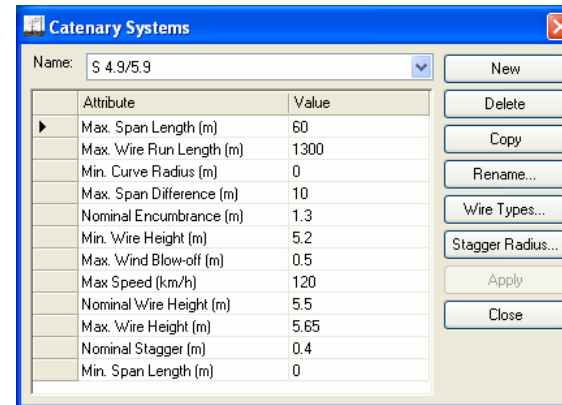 Catenary Systems
Name: S 4.9/5.9
Attribute Value
Max. Span Length (m) 60
Max. Wire Run Length (m) 1300
Min. Curve Radius (m) 0
Max. Span Difference (m) 10
Nominal Encumbrance (m) 1.3
Min. Wire Height (m) 5.2
Max. Wind Blow-off (m) 0.5
Max Speed (km/h) 120
Nominal Wire Height (m) 5.5
Max. Wire Height (m) 5.65
Nominal Stagger (m) 0.4
Min. Span Length (m) 0
New
Delete
Copy
Rename...
Wire Types...
Stagger Radius...
Apply
Close